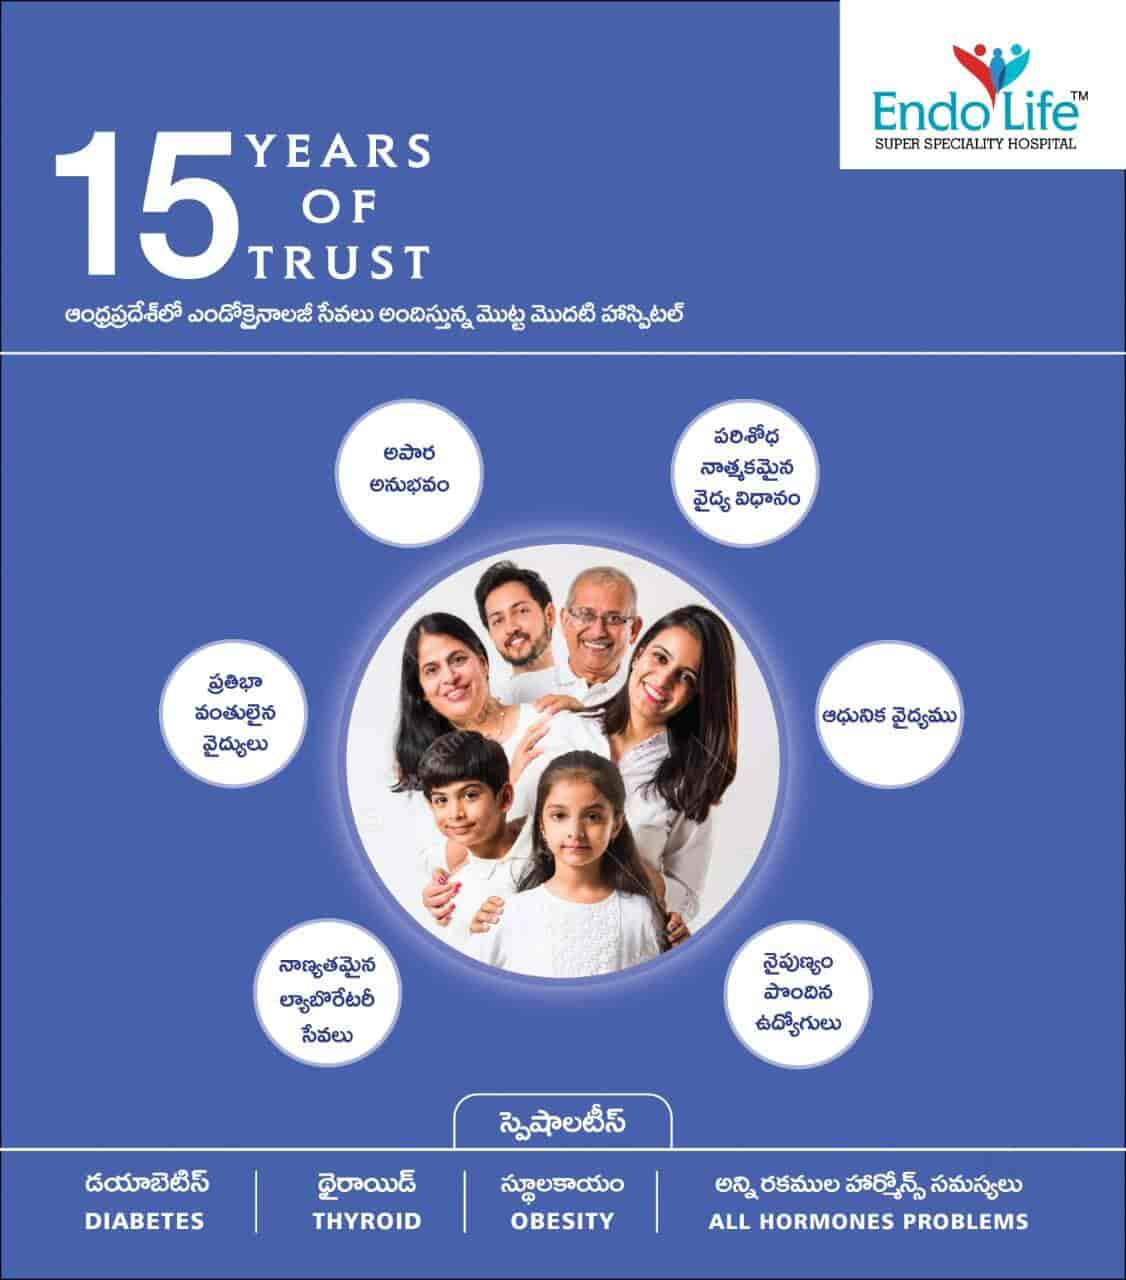 Endo Life™
SUPER SPECIALITY HOSPITAL
15 YEARS
OF
TRUST
ఆంధ్రప్రదేశ్‌లో ఎండోక్రైనాలజీ సేవలు అందిస్తున్న మొట్ట మొదటి హాస్పిటల్
అపార
అనుభవం
పరిశోధ
నాత్మకమైన
వైద్య విధానం
ప్రతిభా
వంతులైన
వైద్యులు
ఆధునిక వైద్యము
నాణ్యతమైన
ల్యాబొరేటరీ
సేవలు
నైపుణ్యం
పొందిన
ఉద్యోగులు
స్పెషాలటీస్
డయాబెటిస్
DIABETES
థైరాయిడ్
THYROID
స్థూలకాయం
OBESITY
అన్ని రకముల హార్మోన్స్ సమస్యలు
ALL HORMONES PROBLEMS